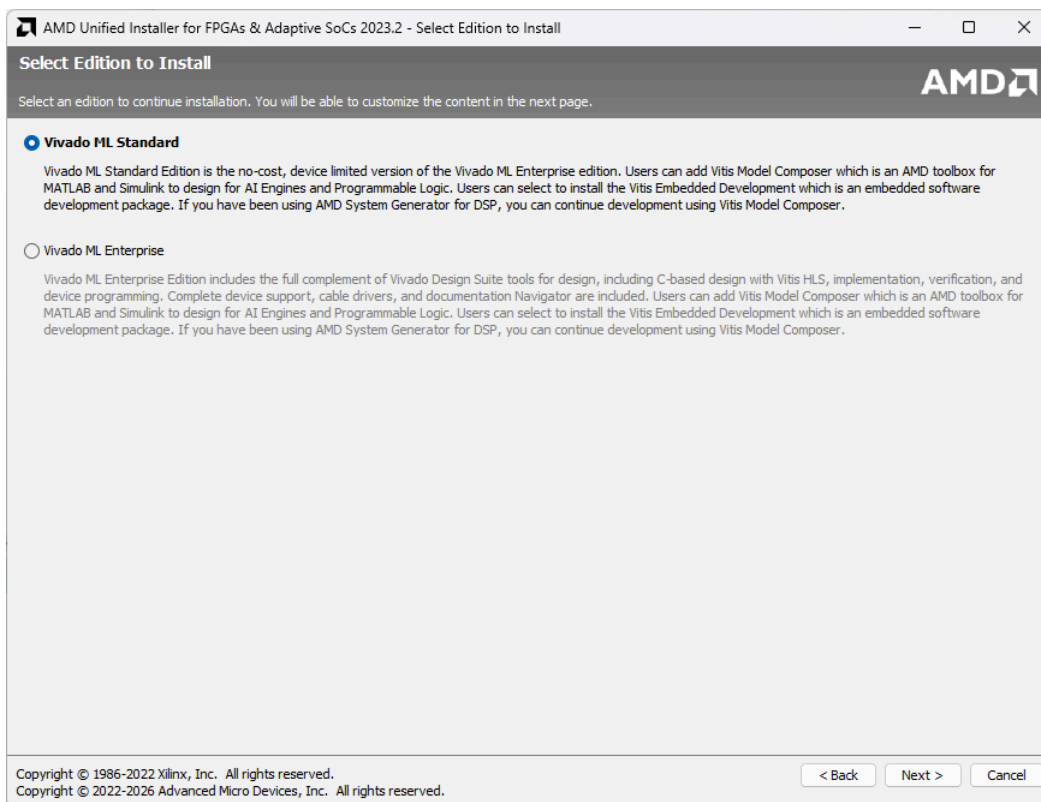 AMD Unified Installer for FPGAs & Adaptive SoCs 2023.2 - Select Edition to Install
Select Edition to Install
AMD
Select an edition to continue installation. You will be able to customize the content in the next page.
Vivado ML Standard
Vivado ML Standard Edition is the no-cost, device limited version of the Vivado ML Enterprise edition. Users can add Vitis Model Composer which is an AMD toolbox for
MATLAB and Simulink to design for AI Engines and Programmable Logic. Users can select to install the Vitis Embedded Development which is an embedded software
development package. If you have been using AMD System Generator for DSP, you can continue development using Vitis Model Composer.
Vivado ML Enterprise
Vivado ML Enterprise Edition includes the full complement of Vivado Design Suite tools for design, including C-based design with Vitis HLS, implementation, verification, and
device programming. Complete device support, cable drivers, and documentation Navigator are included. Users can add Vitis Model Composer which is an AMD toolbox for
MATLAB and Simulink to design for AI Engines and Programmable Logic. Users can select to install the Vitis Embedded Development which is an embedded software
development package. If you have been using AMD System Generator for DSP, you can continue development using Vitis Model Composer.
Copyright © 1986-2022 Xilinx, Inc. All rights reserved.
Copyright © 2022-2026 Advanced Micro Devices, Inc. All rights reserved.
< Back Next > Cancel